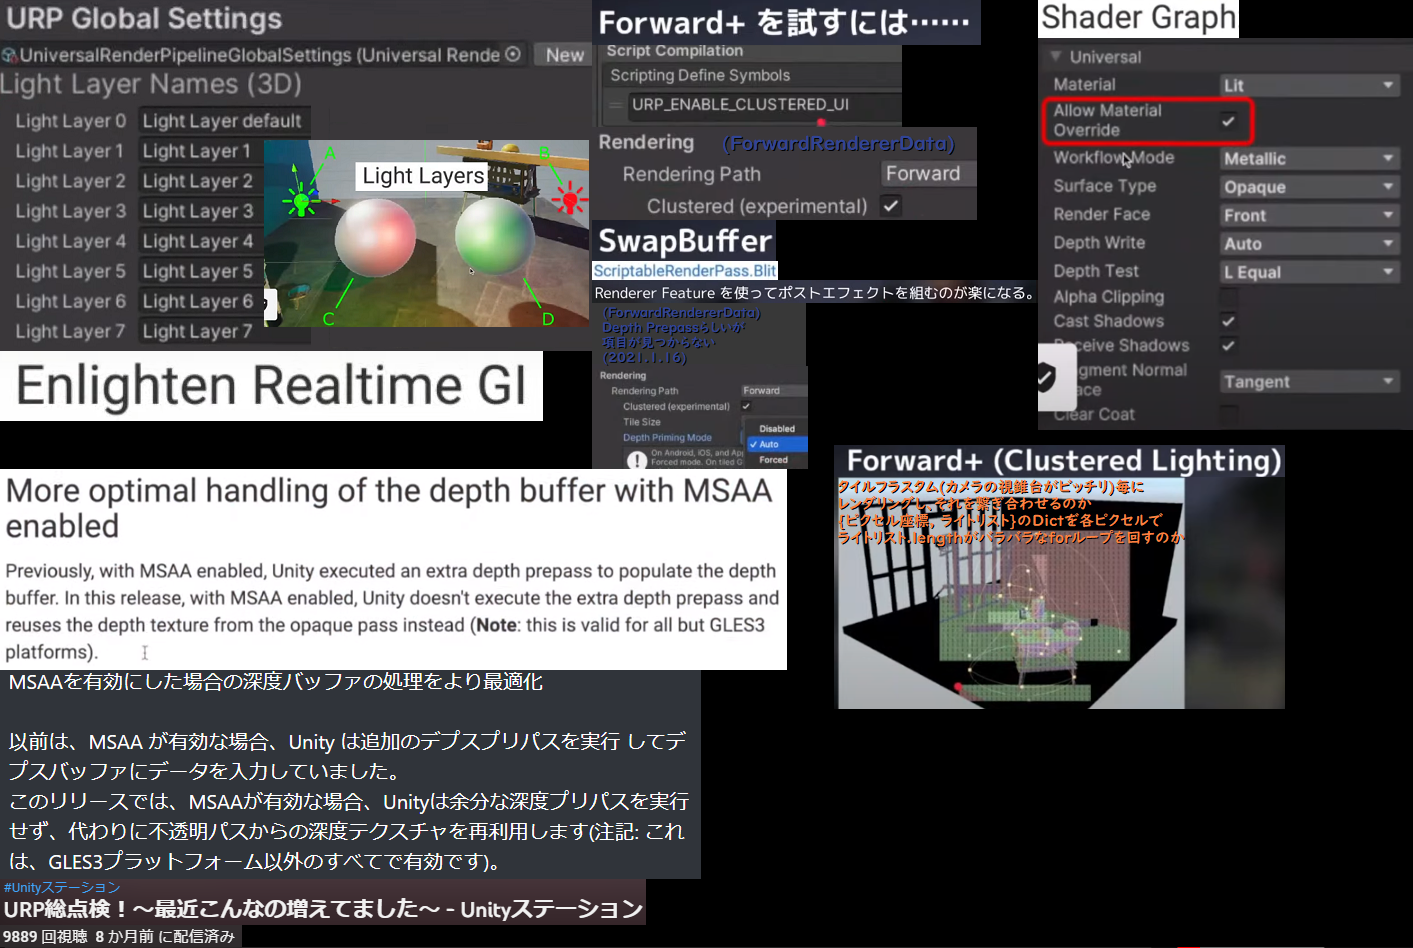 URP Global Settings
UniversalRenderPipelineGlobalSettings (Universal Rende
New
Light Layer Names (3D)
Light Layer 0 Light Layer default
Light Layer 1 Light Layer 1
Light Layer 2 Light Layer 2
Light Layer 3 Light Layer 3
Light Layer 4 Light Layer 4
Light Layer 5 Light Layer 5
Light Layer 6 Light Layer 6
Light Layer 7 Light Layer 7
A
B
Light Layers
C
D
Enlighten Realtime GI
Forward+ を試すには……
Script Compilation
Scripting Define Symbols
URP_ENABLE_CLUSTERED_UI
Rendering (ForwardRendererData)
Rendering Path Forward
Clustered (experimental)
SwapBuffer
ScriptableRenderPass.Blit
Renderer Feature を使ってポストエフェクトを組むのが楽になる。
(ForwardRendererData)
Depth Prepassらしいが
項目が見つからない
(2021.1.16)
Rendering
Rendering Path Forward
Clustered (experimental)
Tile Size
Depth Priming Mode
Disabled
Auto
Forced
On Android, iOS, and App
Forced mode. On tiled G
Shader Graph
Universal
Material Lit
Allow Material
Override
Workflow Mode Metallic
Surface Type Opaque
Render Face Front
Depth Write Auto
Depth Test L Equal
Alpha Clipping
Cast Shadows
eceive Shadows
gment Normal
ace
Tangent
Clear Coat
Forward+ (Clustered Lighting)
タイルフラスタム(カメラの視錐台がピッチリ)毎に
レンダリングし、それを繋ぎ合わせるのか
{ピクセル座標, ライトリスト}のDictを各ピクセルで
ライトリスト.lengthがバラバラなforループを回すのか
More optimal handling of the depth buffer with MSAA
enabled
Previously, with MSAA enabled, Unity executed an extra depth prepass to populate the depth
buffer. In this release, with MSAA enabled, Unity doesn't execute the extra depth prepass and
reuses the depth texture from the opaque pass instead (Note: this is valid for all but GLES3
platforms).
MSAAを有効にした場合の深度バッファの処理をより最適化
以前は、MSAA が有効な場合、Unity は追加のデプスプリパスを実行 してデ
プスバッファにデータを入力していました。
このリリースでは、MSAAが有効な場合、Unityは余分な深度プリパスを実行
せず、代わりに不透明パスからの深度テクスチャを再利用します(注記: これ
は、GLES3プラットフォーム以外のすべてで有効です)。
#Unityステーション
URP総点検！〜最近こんなの増えてました〜 - Unityステーション
9889 回視聴 8 か月前 に配信済み